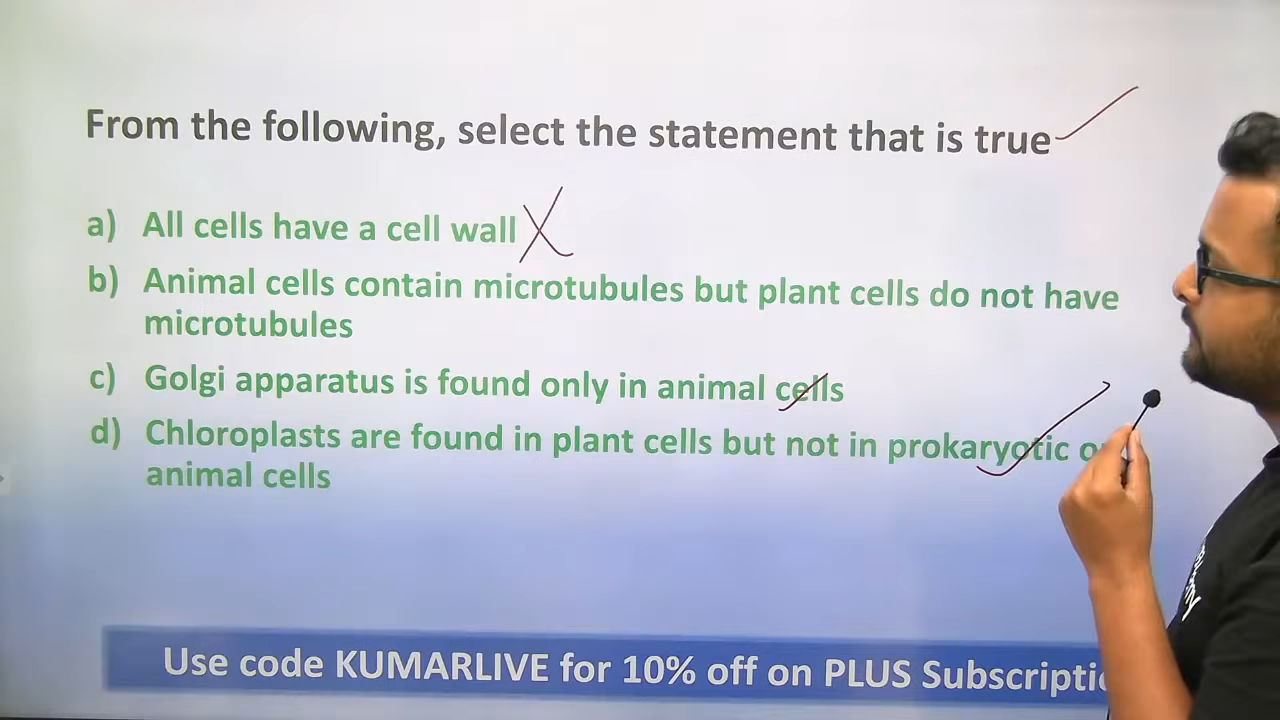 From the following, select the statement that is true
a) All cells have a cell wall
b) Animal cells contain microtubules but plant cells do not have
microtubules
c) Golgi apparatus is found only in animal cells
d) Chloroplasts are found in plant cells but not in prokaryotic
animal cells
Use code KUMARLIVE for 10% off on PLUS